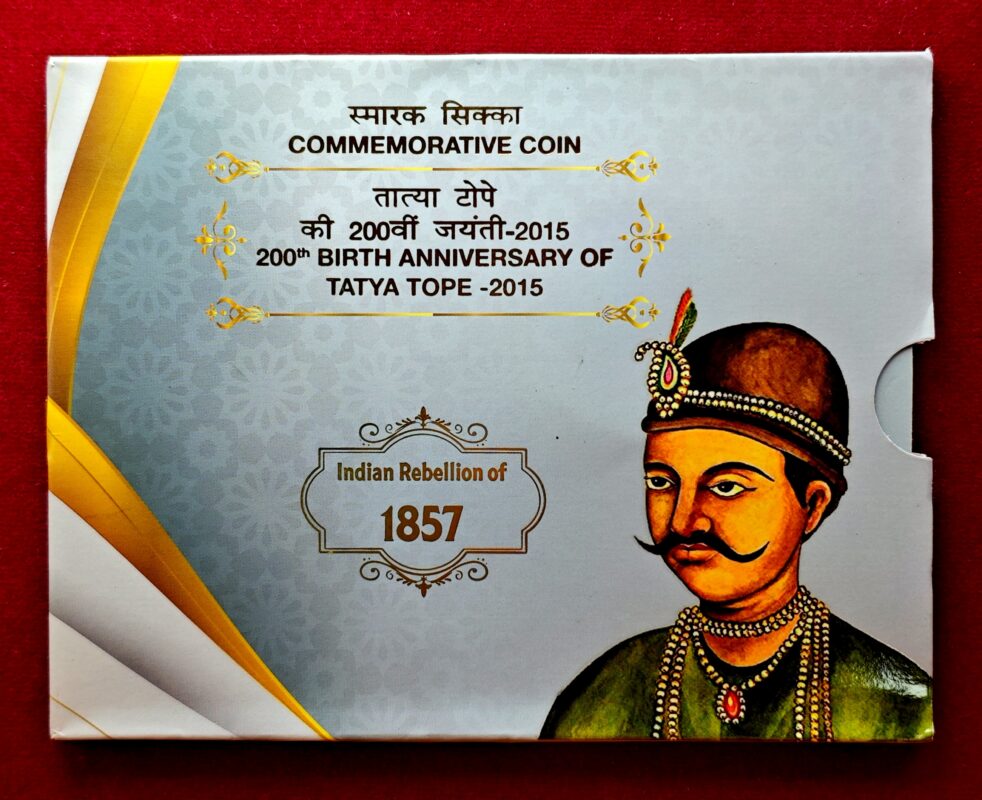 स्मारक सिक्का
COMMEMORATIVE COIN
तात्या टोपे
की 200वीं जयंती-2015
200th BIRTH ANNIVERSARY OF
TATYA TOPE -2015
Indian Rebellion of
1857